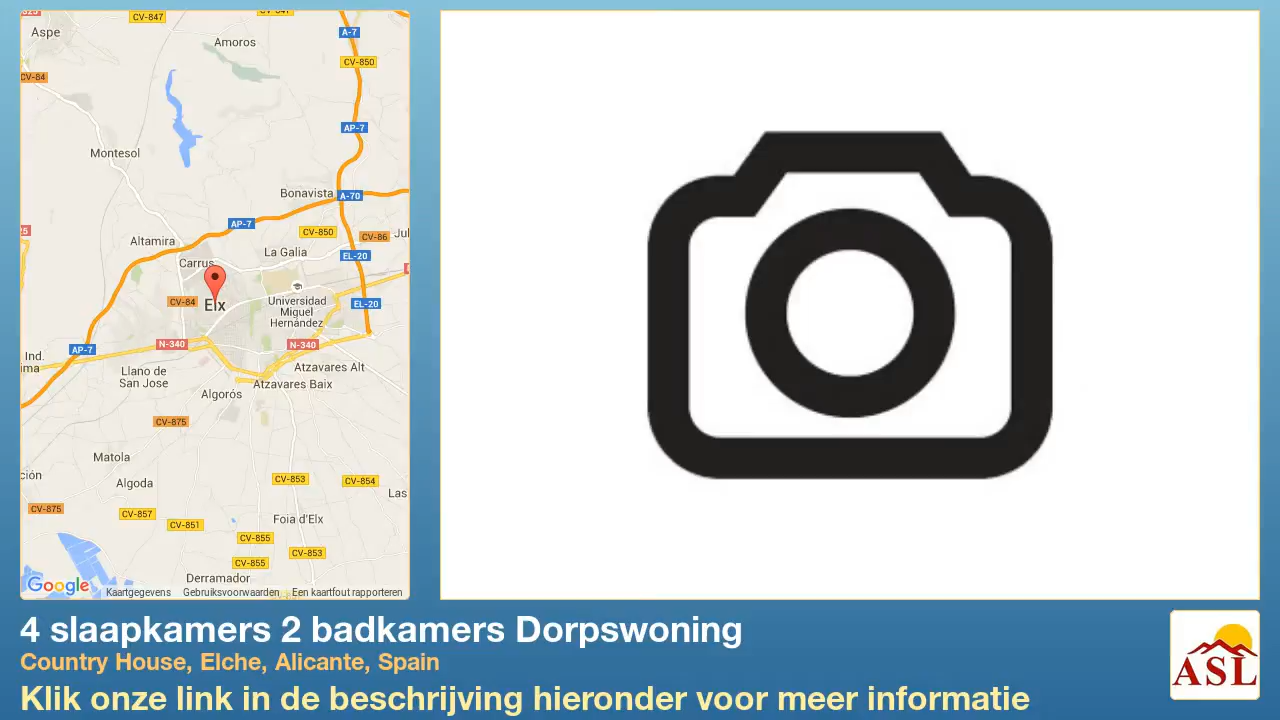 CV-847
CV-841
Aspe
A-7
Amoros
CV-850
CV-84
AP-7
Montesol
Bonavista
A-70
AP-7
CV-850
CV-86
Altamira
La Galia
EL-20
Carrus
CV-84
Elx
Universidad
Miguel
Hernández
EL-20
N-340
N-340
AP-7
Ind.
Llano de
San Jose
Atzavares Alt
Atzavares Baix
Algorós
CV-875
Matola
CV-853
CV-854
Algoda
Las
CV-875
CV-857
CV-851
Foia d'Elx
CV-855
CV-853
CV-855
Derramador
Google
Kaartgegevens Gebruiksvoorwaarden Een kaartfout rapporteren
4 slaapkamers 2 badkamers Dorpswoning
Country House, Elche, Alicante, Spain
Klik onze link in de beschrijving hieronder voor meer informatie
ASL